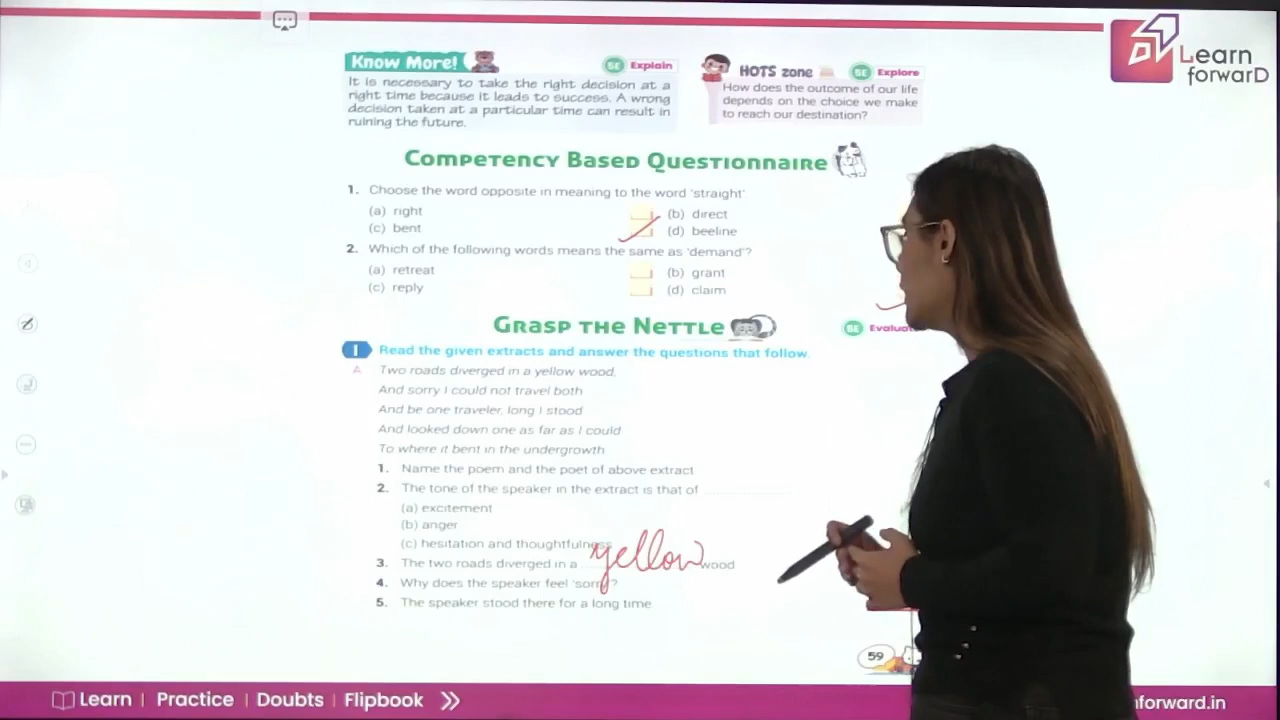 Learn
forwarD
Know More!
5E Explain
It is necessary to take the right decision at a
right time because it leads to success. A wrong
decision taken at a particular time can result in
ruining the future.
HOTS zone
5E Explore
How does the outcome of our life
depends on the choice we make
to reach our destination?
Competency Based Questionnaire
1. Choose the word opposite in meaning to the word 'straight'
(a) right (b) direct
(c) bent (d) beeline
2. Which of the following words means the same as 'demand'?
(a) retreat (b) grant
(c) reply (d) claim
Grasp the Nettle
5E
I Read the given extracts and answer the questions that follow.
A Two roads diverged in a yellow wood,
And sorry I could not travel both
And be one traveler, long I stood
And looked down one as far as I could
To where it bent in the undergrowth
1. Name the poem and the poet of above extract
2. The tone of the speaker in the extract is that of
(a) excitement
(b) anger
(c) hesitation and thoughtfulness
3. The two roads diverged in a yellow wood
4. Why does the speaker feel 'sorry'?
5. The speaker stood there for a long time
59
Learn | Practice | Doubts | Flipbook
nforward.in